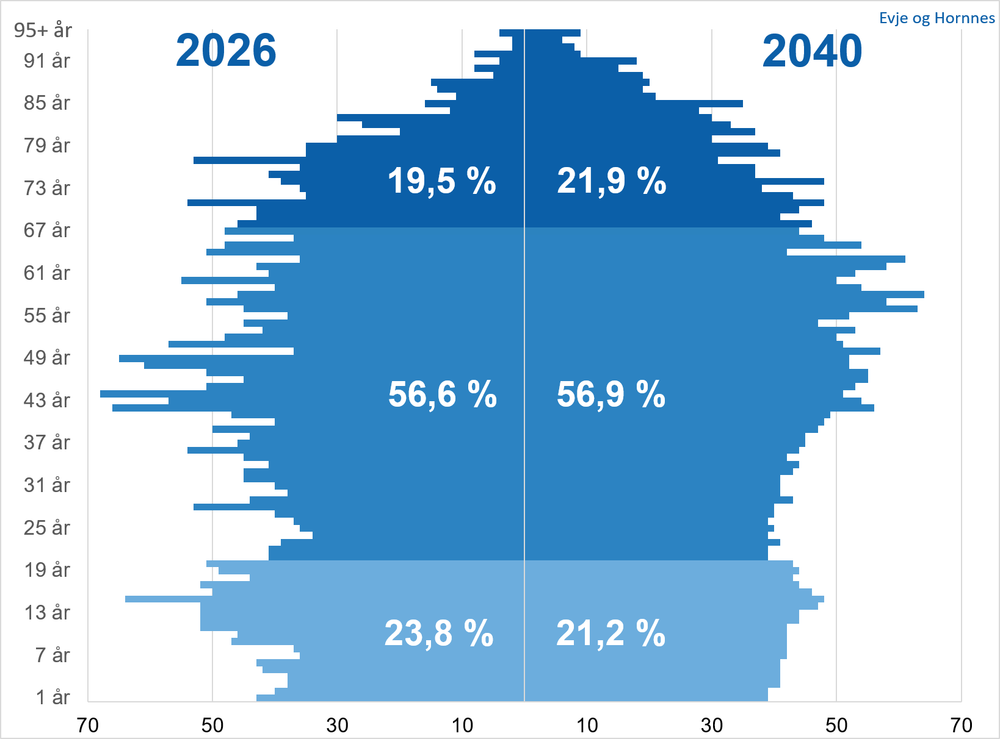 Evje og Hornnes
2026
2040
95+ år
91 år
85 år
79 år
73 år
67 år
61 år
55 år
49 år
43 år
37 år
31 år
25 år
19 år
13 år
7 år
1 år
19,5 %
21,9 %
56,6 %
56,9 %
23,8 %
21,2 %
70 50 30 10 10 30 50 70